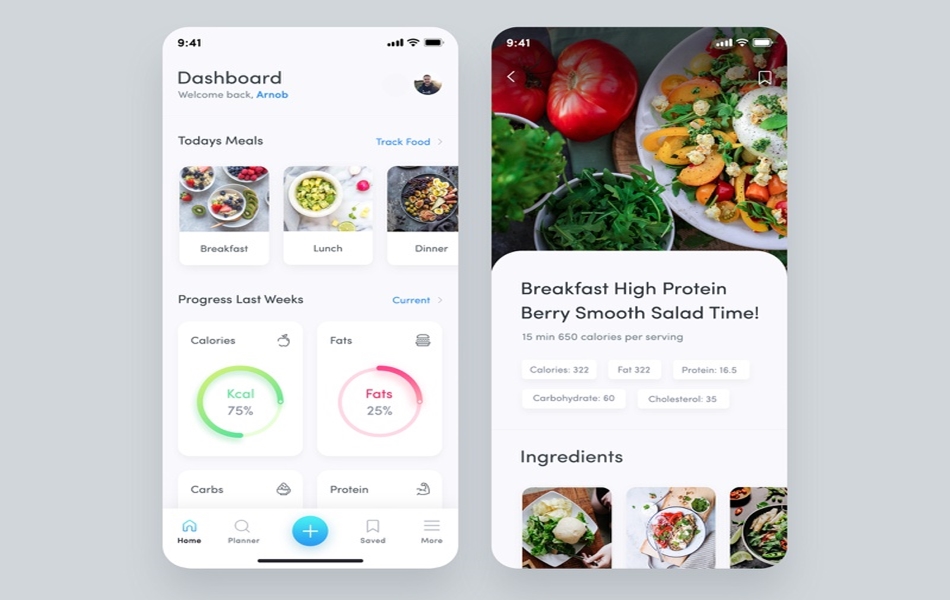 9:41
Dashboard
Welcome back, Arnob
Todays Meals
Track Food
Breakfast
Lunch
Dinner
Progress Last Weeks
Current
Calories
Fats
Kcal
75%
Fats
25%
Carbs
Protein
Home
Planner
Saved
More
9:41
Breakfast High Protein
Berry Smooth Salad Time!
15 min 650 calories per serving
Calories: 322
Fat 322
Protein: 16.5
Carbohydrate: 60
Cholesterol: 35
Ingredients